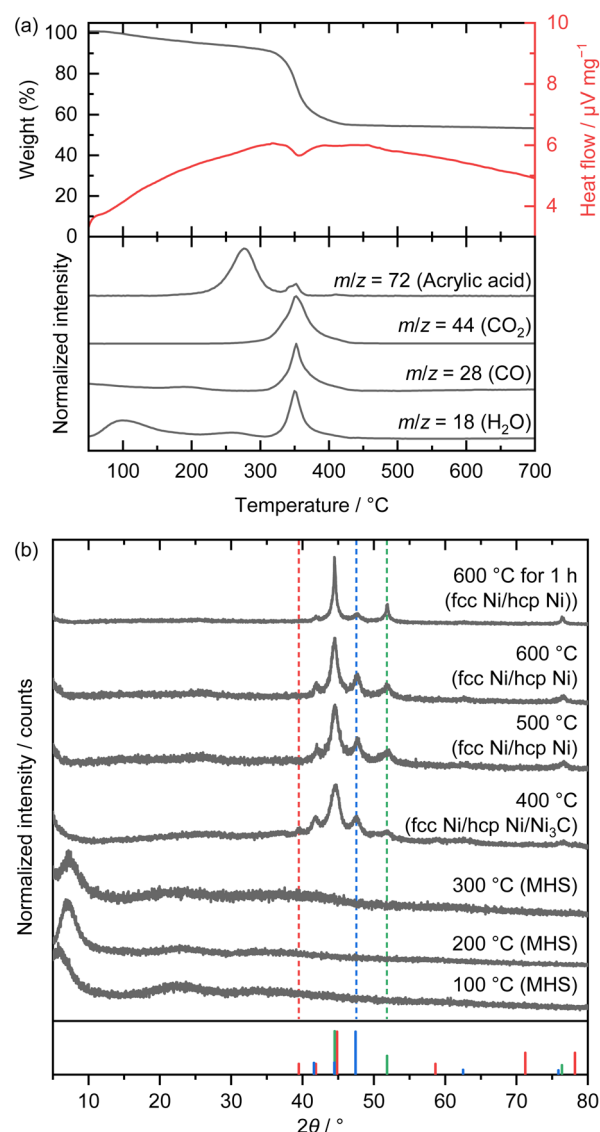 (a)
100
80
60
40
20
0
Weight (%)
10
8
6
4
Heat flow / µV mg⁻¹
Normalized intensity
m/z = 72 (Acrylic acid)
m/z = 44 (CO₂)
m/z = 28 (CO)
m/z = 18 (H₂O)
100 200 300 400 500 600 700
Temperature / °C
(b)
Normalized intensity / counts
600 °C for 1 h
(fcc Ni/hcp Ni))
600 °C
(fcc Ni/hcp Ni)
500 °C
(fcc Ni/hcp Ni)
400 °C
(fcc Ni/hcp Ni/Ni₃C)
300 °C (MHS)
200 °C (MHS)
100 °C (MHS)
10 20 30 40 50 60 70 80
2θ / °